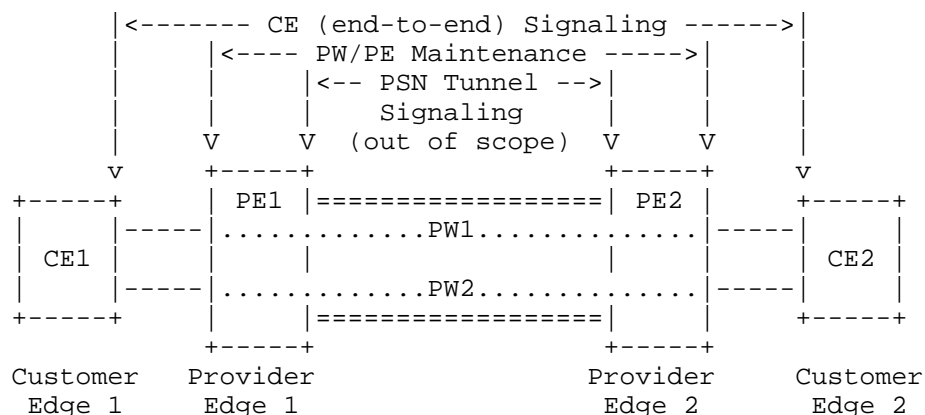 |<------- CE (end-to-end) Signaling ------>|
|<---- PW/PE Maintenance ----->|
|<-- PSN Tunnel -->|
Signaling
V V (out of scope) V V
v v
PE1 PE2
PW1
CE1 CE2
PW2
Customer Provider Provider Customer
Edge 1 Edge 1 Edge 2 Edge 2